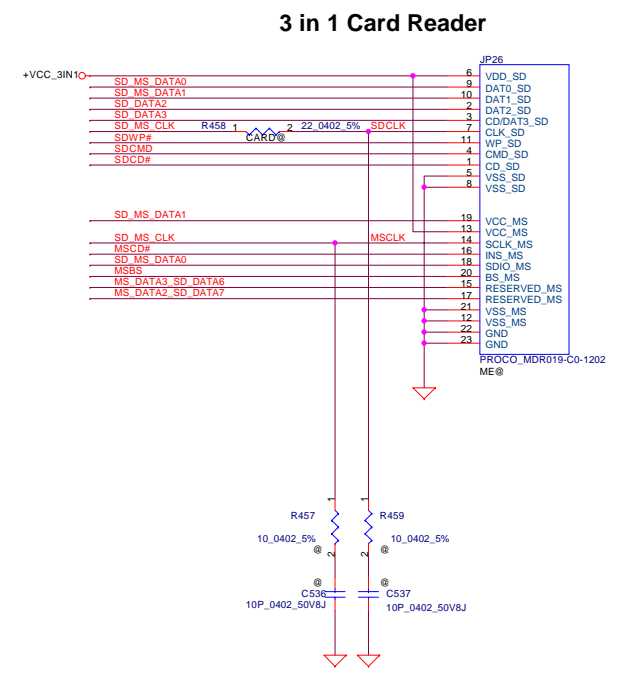 3 in 1 Card Reader
JP26
+VCC_3IN1 6 VDD_SD
SD_MS_DATA0 9 DAT0_SD
SD_MS_DATA1 10 DAT1_SD
SD_DATA2 2 DAT2_SD
SD_DATA3 3 CD/DAT3_SD
SD_MS_CLK R458 1 2 22_0402_5% SDCLK 7 CLK_SD
CARD@
SDWP# 11 WP_SD
SDCMD 4 CMD_SD
SDCD# 1 CD_SD
5 VSS_SD
8 VSS_SD
SD_MS_DATA1 19 VCC_MS
13 VCC_MS
SD_MS_CLK MSCLK 14 SCLK_MS
MSCD# 16 INS_MS
SD_MS_DATA0 18 SDIO_MS
MSBS 20 BS_MS
MS_DATA3_SD_DATA6 15 RESERVED_MS
MS_DATA2_SD_DATA7 17 RESERVED_MS
21 VSS_MS
12 VSS_MS
22 GND
23 GND
PROCO_MDR019-C0-1202
ME@
1 1
R457 R459
10_0402_5% 10_0402_5%
@ 2 2 @
@ @
C536 C537
10P_0402_50V8J 10P_0402_50V8J